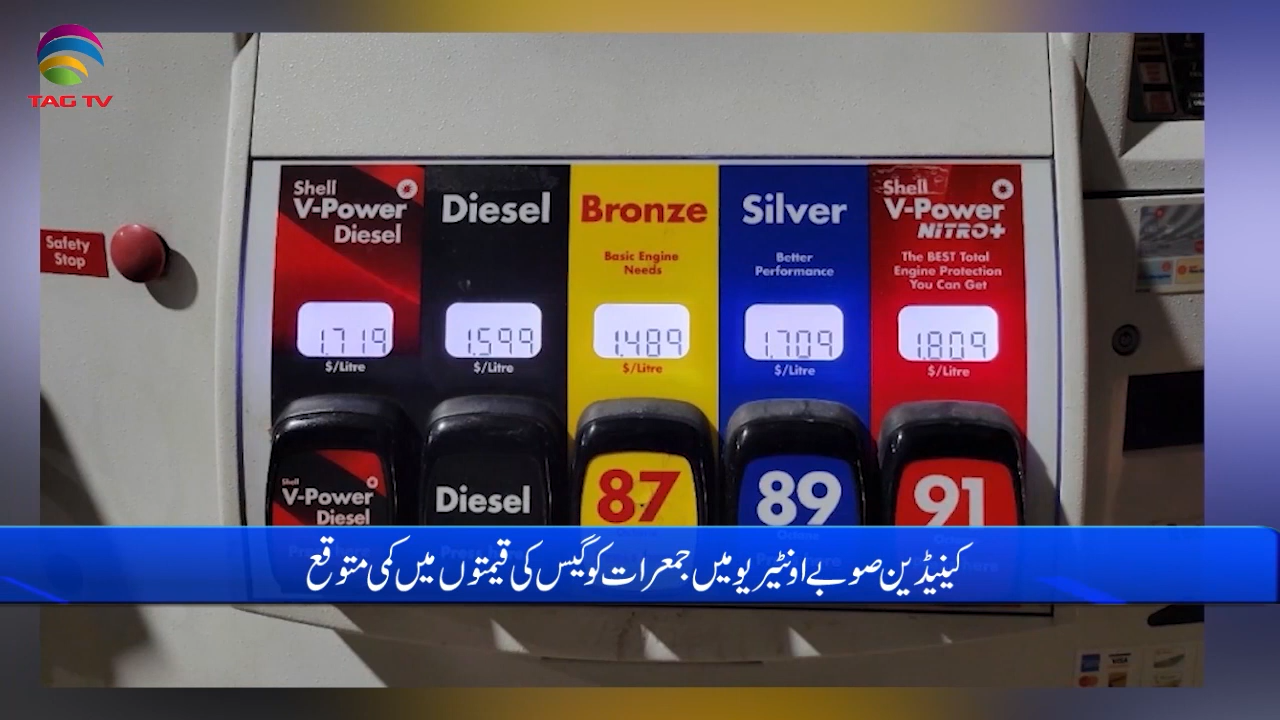 TAG TV
Safety
Stop
Shell
V-Power
Diesel
1.719
$/Litre
Diesel
1.599
$/Litre
Bronze
Basic Engine
Needs
1.489
$/Litre
Silver
Better
Performance
1.709
$/Litre
Shell
V-Power
NiTRO+
The BEST Total
Engine Protection
You Can Get
1.809
$/Litre
Shell
V-Power
Diesel
Diesel
87
89
91
کینیڈین صوبے اونٹیریو میں جمعرات کو گیس کی قیمتوں میں کمی متوقع
VISA